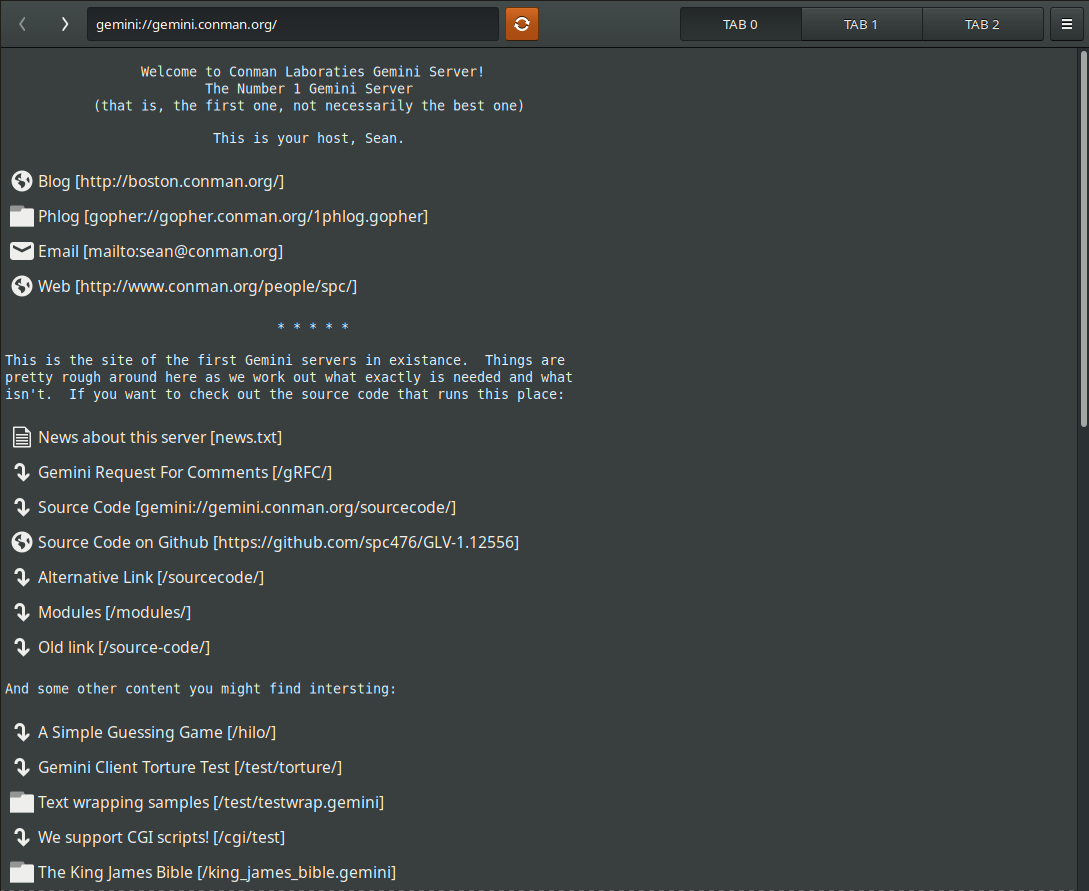 gemini://gemini.conman.org/
TAB 0
TAB 1
TAB 2
Welcome to Conman Laboraties Gemini Server!
The Number 1 Gemini Server
(that is, the first one, not necessarily the best one)
This is your host, Sean.
Blog [http://boston.conman.org/]
Phlog [gopher://gopher.conman.org/1phlog.gopher]
Email [mailto:sean@conman.org]
Web [http://www.conman.org/people/spc/]
* * * * *
This is the site of the first Gemini servers in existance.  Things are
pretty rough around here as we work out what exactly is needed and what
isn't.  If you want to check out the source code that runs this place:
News about this server [news.txt]
Gemini Request For Comments [/gRFC/]
Source Code [gemini://gemini.conman.org/sourcecode/]
Source Code on Github [https://github.com/spc476/GLV-1.12556]
Alternative Link [/sourcecode/]
Modules [/modules/]
Old link [/source-code/]
And some other content you might find intersting:
A Simple Guessing Game [/hilo/]
Gemini Client Torture Test [/test/torture/]
Text wrapping samples [/test/testwrap.gemini]
We support CGI scripts! [/cgi/test]
The King James Bible [/king_james_bible.gemini]